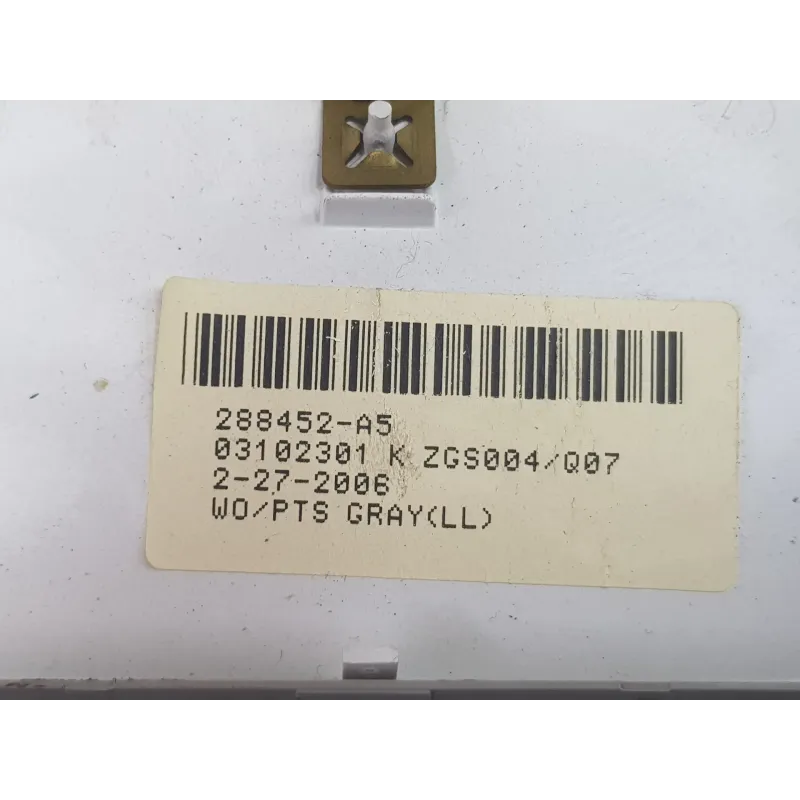 288452-A5
03102301 K ZGS004/Q07
2-27-2006
WO/PTS GRAY(LL)